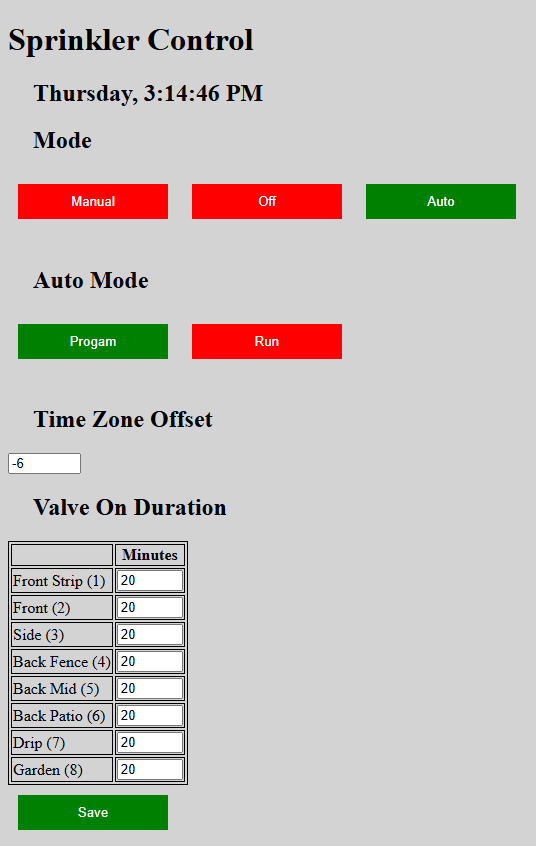 Sprinkler Control
Thursday, 3:14:46 PM
Mode
Manual Off Auto
Auto Mode
Progam Run
Time Zone Offset
-6
Valve On Duration
Minutes
Front Strip (1) 20
Front (2) 20
Side (3) 20
Back Fence (4) 20
Back Mid (5) 20
Back Patio (6) 20
Drip (7) 20
Garden (8) 20
Save